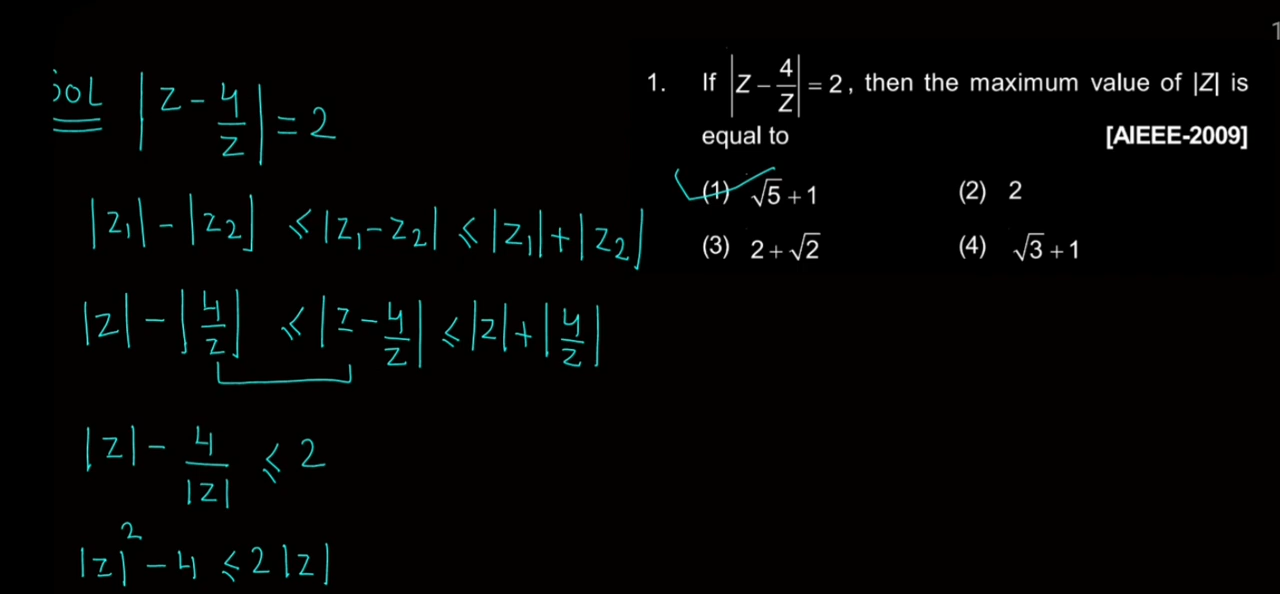 1
1. If |Z − 4/Z| = 2, then the maximum value of |Z| is
equal to [AIEEE-2009]
(1) √5 + 1 (2) 2
(3) 2 + √2 (4) √3 + 1
Sol |z − 4/z| = 2
|z₁| − |z₂| ≤ |z₁ − z₂| ≤ |z₁| + |z₂|
|z| − |4/z| ≤ |z − 4/z| ≤ |z| + |4/z|
|z| − 4/|z| ≤ 2
|z|² − 4 ≤ 2|z|